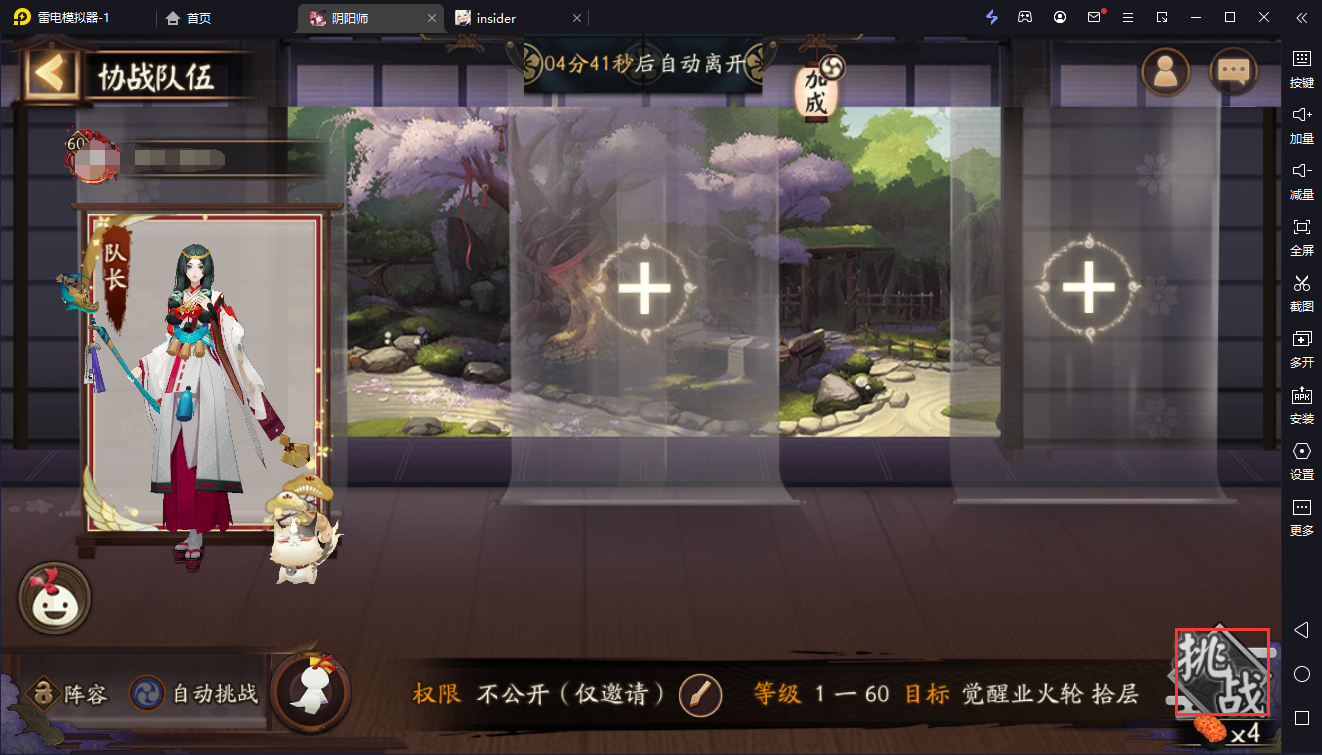 雷电模拟器-1
首页
阴阳师
insider
协战队伍
04分41秒后自动离开
加成
按键
加量
减量
全屏
截图
多开
APK
安装
设置
更多
60
队长
阵容
自动挑战
权限 不公开（仅邀请）
等级 1 一 60 目标 觉醒业火轮 拾层
挑战
x4